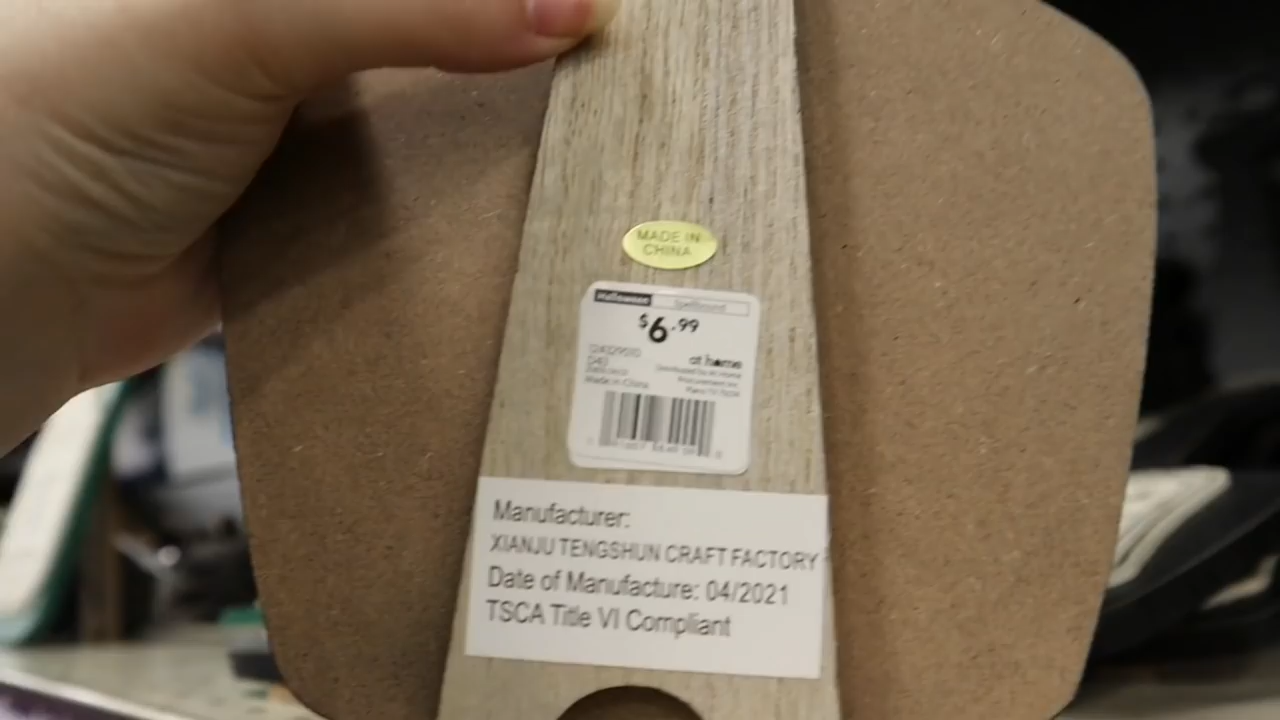 MADE IN
CHINA
Halloween
$6.99
at home
Made in China
Manufacturer:
XIANJU TENGSHUN CRAFT FACTORY
Date of Manufacture: 04/2021
TSCA Title VI Compliant